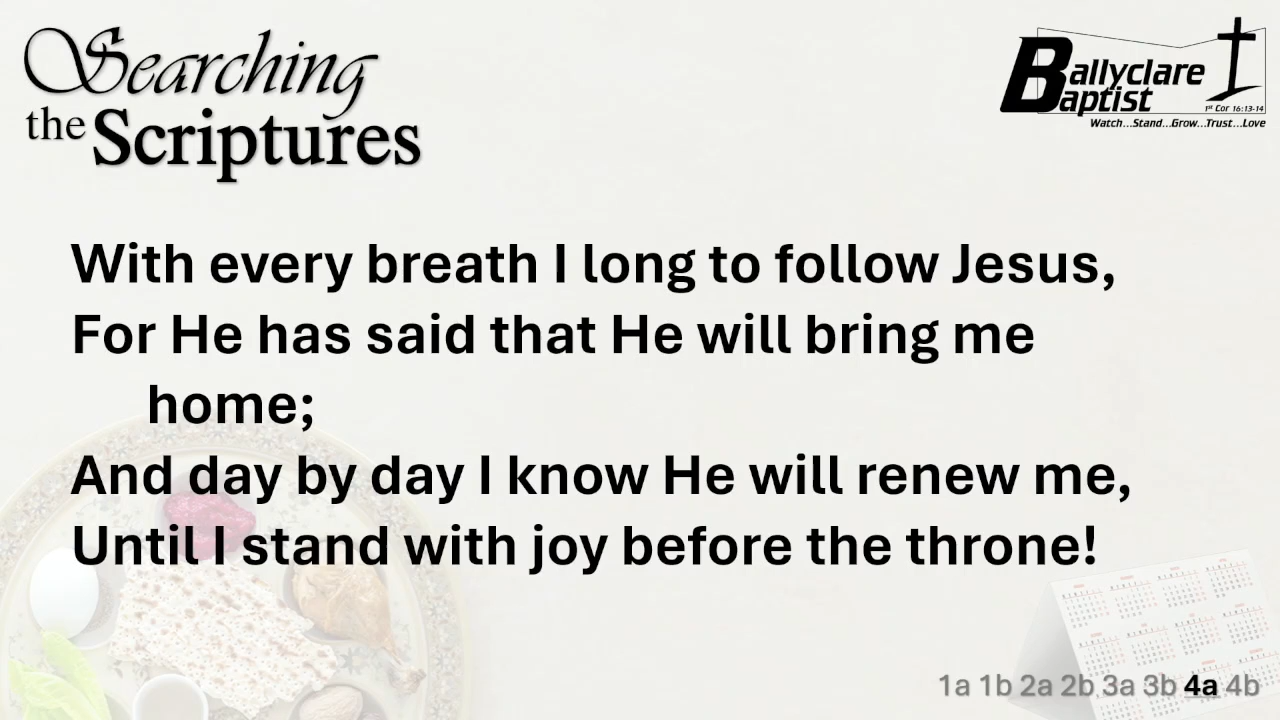 Searching
the Scriptures
Ballyclare
Baptist
1st Cor 16:13-14
Watch...Stand...Grow...Trust...Love
With every breath I long to follow Jesus,
For He has said that He will bring me
home;
And day by day I know He will renew me,
Until I stand with joy before the throne!
1a 1b 2a 2b 3a 3b 4a 4b